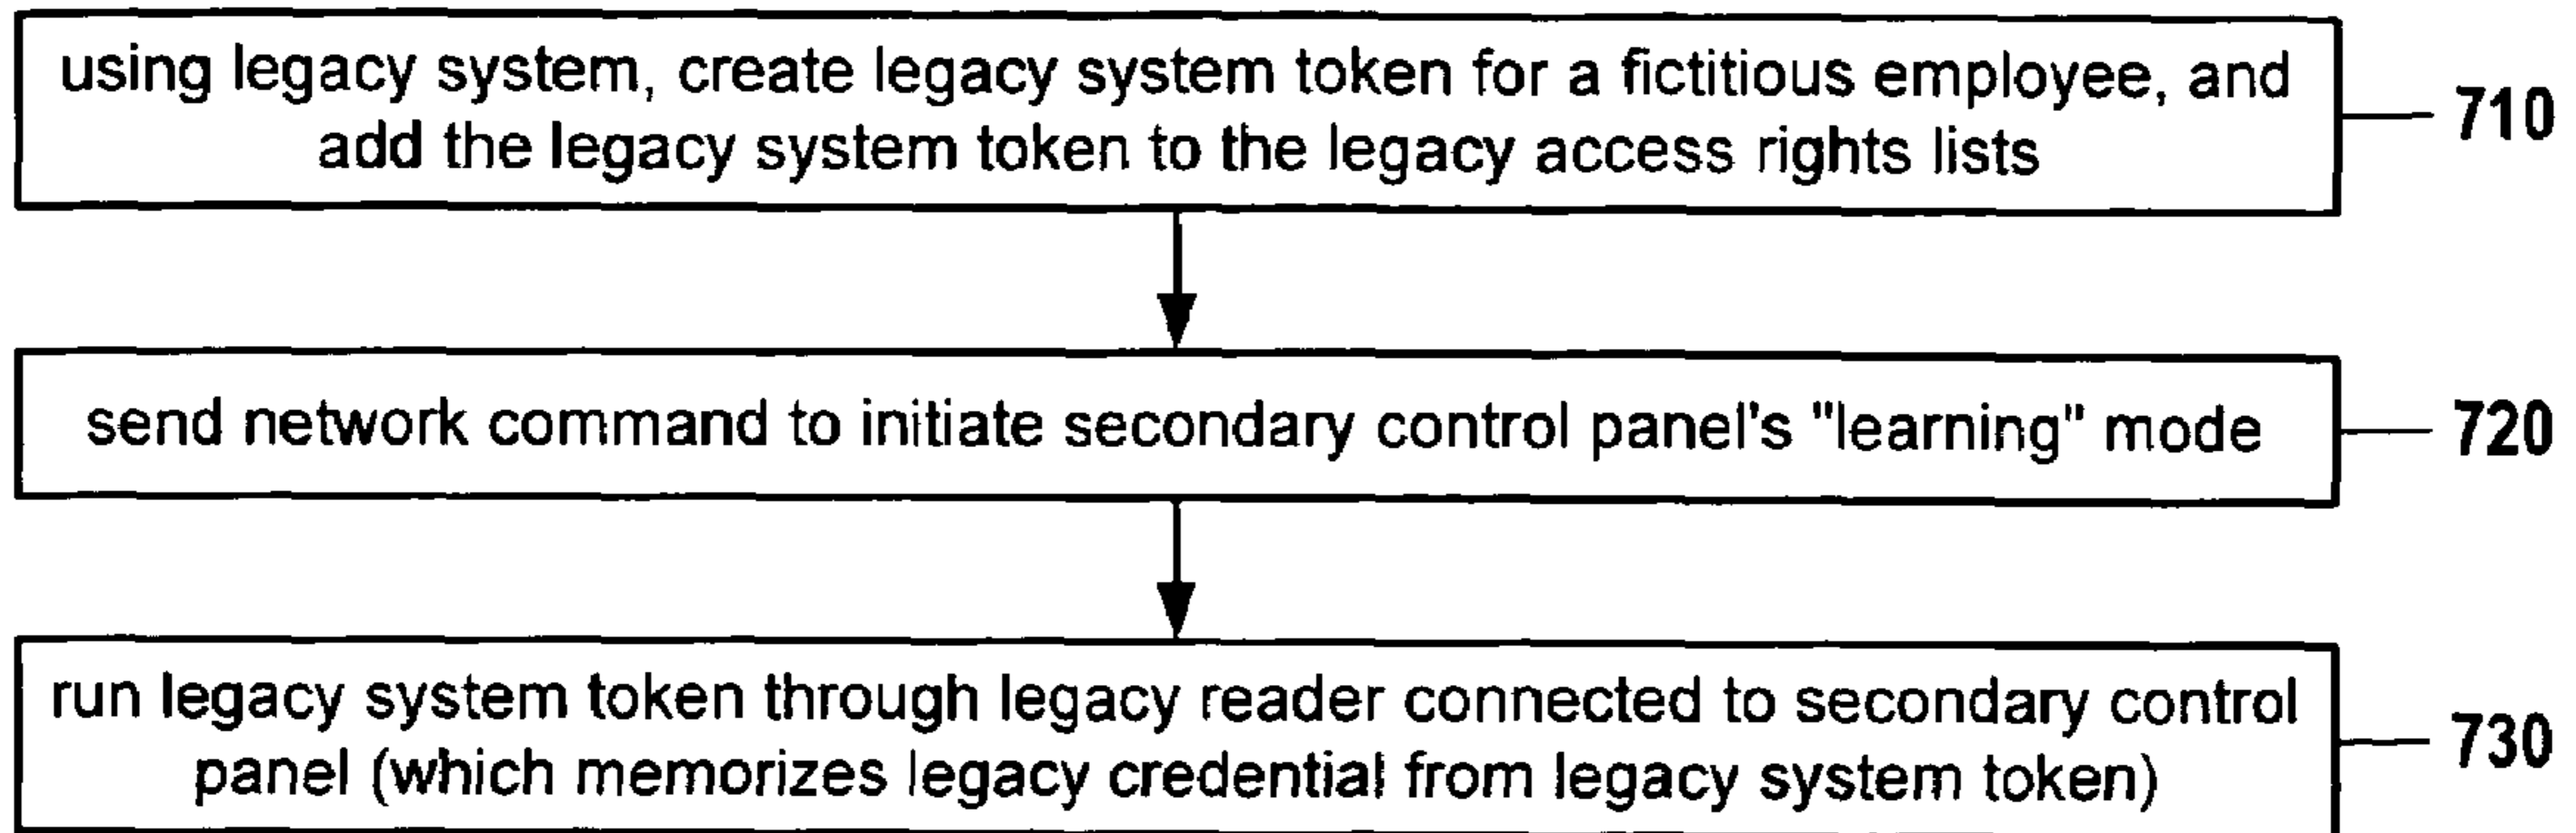 using legacy system, create legacy system token for a fictitious employee, and
add the legacy system token to the legacy access rights lists
710
send network command to initiate secondary control panel's "learning" mode
720
run legacy system token through legacy reader connected to secondary control
panel (which memorizes legacy credential from legacy system token)
730